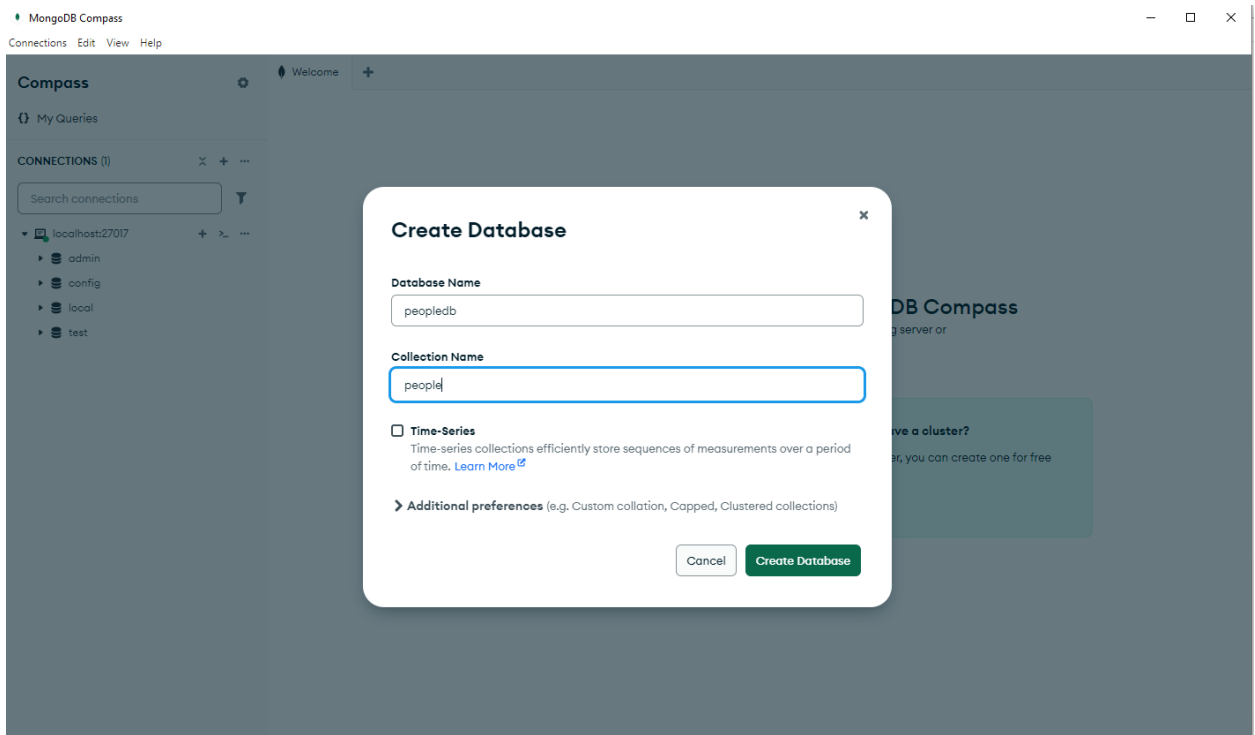 MongoDB Compass
Connections Edit View Help
Compass
{} My Queries
CONNECTIONS (1)
Search connections
localhost:27017
admin
config
local
test
Welcome
DB Compass
server or
a cluster?
you can create one for free
Create Database
Database Name
peopledb
Collection Name
people
Time-Series
Time-series collections efficiently store sequences of measurements over a period
of time. Learn More
Additional preferences (e.g. Custom collation, Capped, Clustered collections)
Cancel Create Database